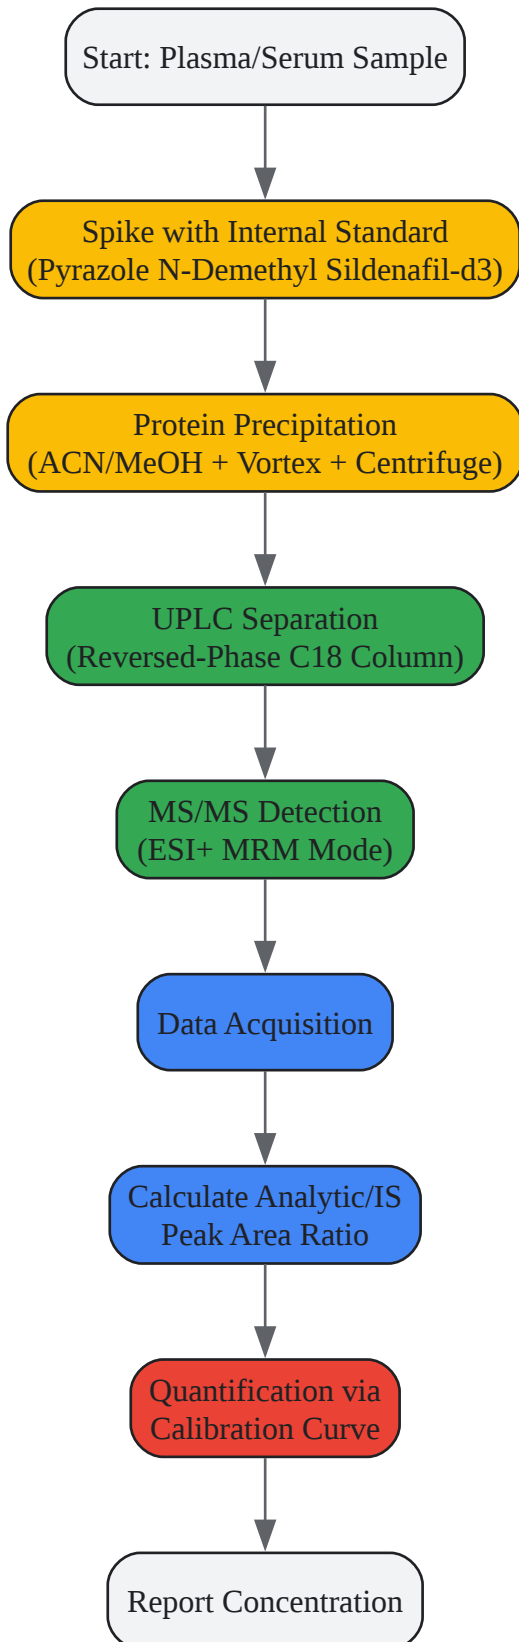 Start: Plasma/Serum Sample
Spike with Internal Standard
(Pyrazole N-Demethyl Sildenafil-d3)
Protein Precipitation
(ACN/MeOH + Vortex + Centrifuge)
UPLC Separation
(Reversed-Phase C18 Column)
MS/MS Detection
(ESI+ MRM Mode)
Data Acquisition
Calculate Analytic/IS
Peak Area Ratio
Quantification via
Calibration Curve
Report Concentration